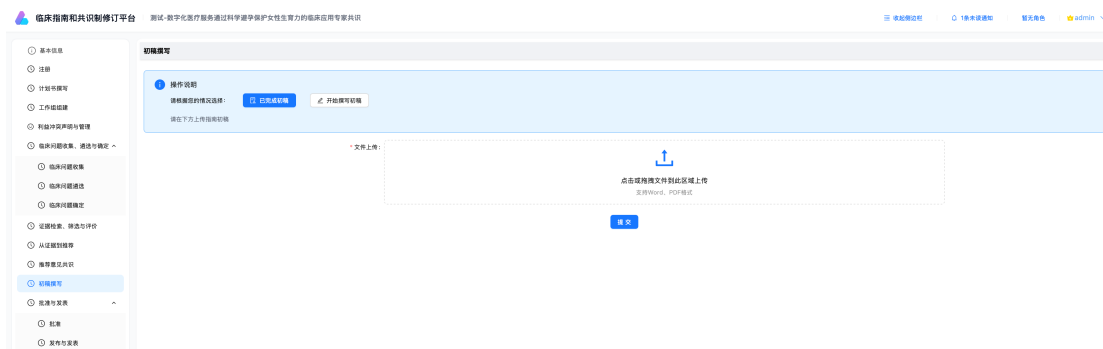 临床指南和共识制修订平台 测试-数字化医疗服务通过科学避孕保护女性生育力的临床应用专家共识 收起侧边栏 1条未读通知 暂无角色 admin
基本信息
注册
计划书撰写
工作组组建
利益冲突声明与管理
临床问题收集、遴选与确定
临床问题收集
临床问题遴选
临床问题确定
证据检索、筛选与评价
从证据到推荐
推荐意见共识
初稿撰写
批准与发表
批准
发布与发表
初稿撰写
操作说明
请根据您的情况选择: 已完成初稿 开始撰写初稿
请在下方上传指南初稿
* 文件上传:
点击或拖拽文件到此区域上传
支持Word、PDF格式
提 交